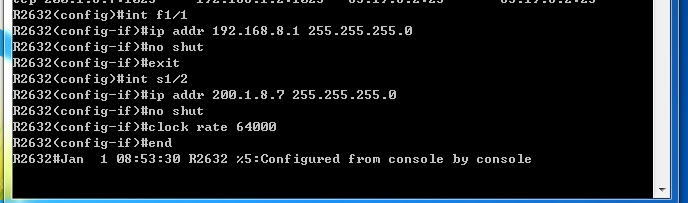 R2632(config)#int f1/1
R2632(config-if)#ip addr 192.168.8.1 255.255.255.0
R2632(config-if)#no shut
R2632(config-if)#exit
R2632(config)#int s1/2
R2632(config-if)#ip addr 200.1.8.7 255.255.255.0
R2632(config-if)#no shut
R2632(config-if)#clock rate 64000
R2632(config-if)#end
R2632#Jan  1 08:53:30 R2632 %5:Configured from console by console